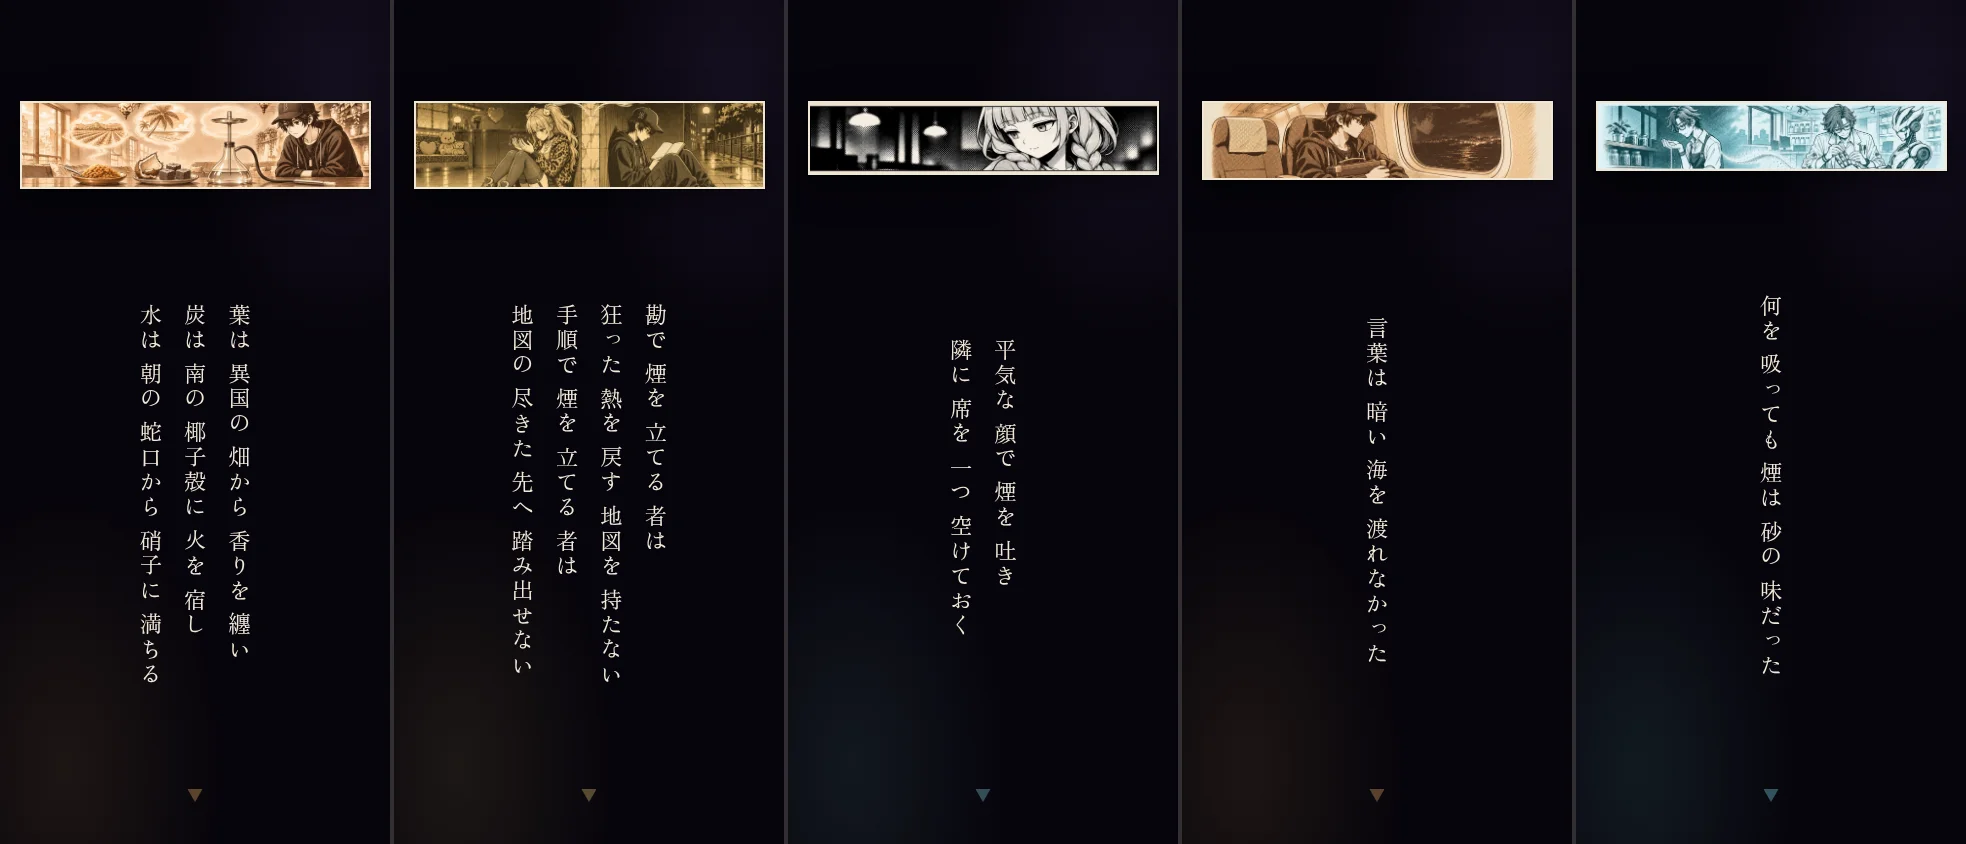 葉は 異国の 畑から 香りを 纏い
炭は 南の 椰子殻に 火を 宿し
水は 朝の 蛇口から 硝子に 満ちる
勘で 煙を 立てる 者は
狂った 熱を 戻す 地図を 持たない
手順で 煙を 立てる 者は
地図の 尽きた 先へ 踏み出せない
平気な 顔で 煙を 吐き
隣に 席を 一つ 空けておく
言葉は 暗い 海を 渡れなかった
何を 吸っても 煙は 砂の 味だった